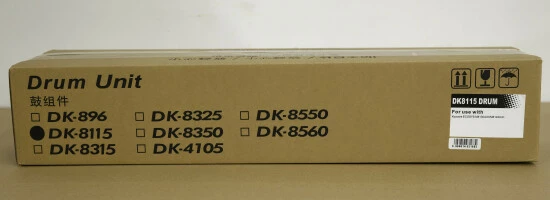 Drum Unit
鼓组件
DK-896 DK-8325 DK-8550
DK-8115 DK-8350 DK-8560
DK-8315 DK-4105
DK8115 DRUM
For use with